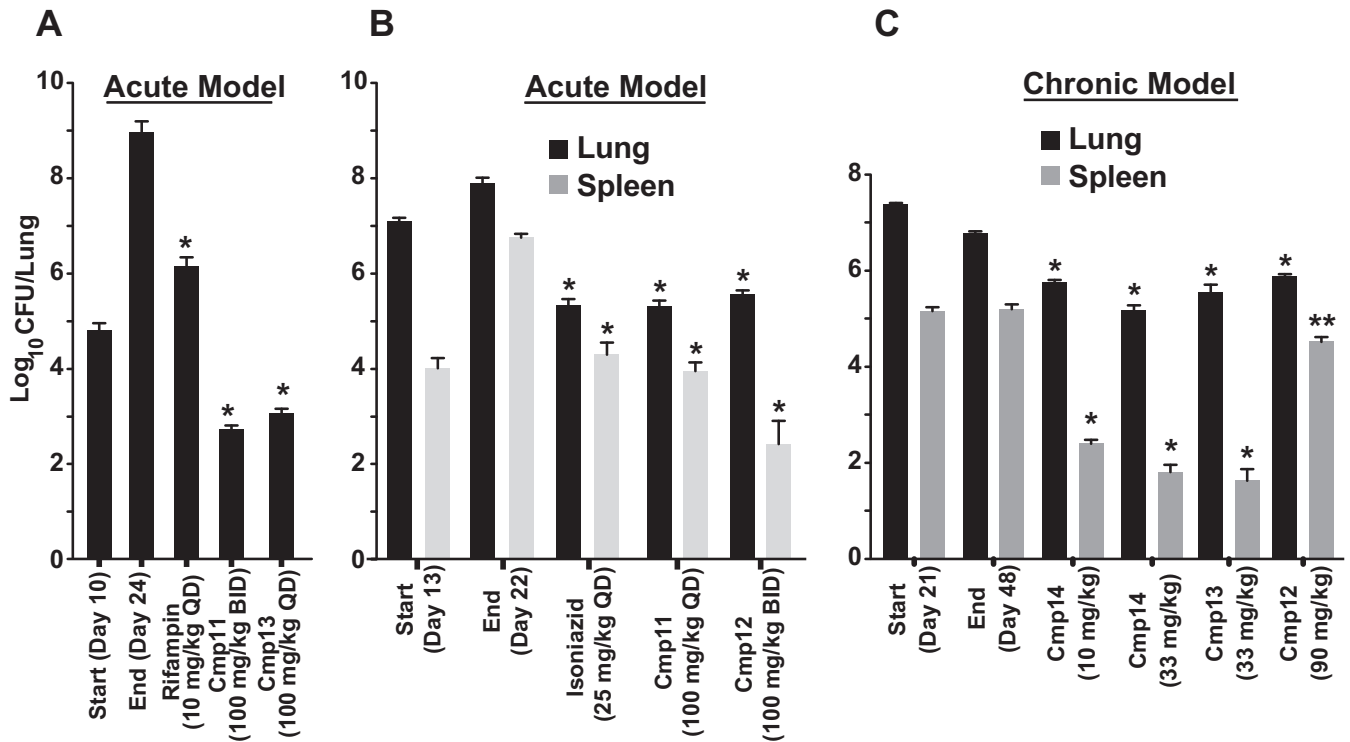 A
B
C
Acute Model
Acute Model
Chronic Model
Lung
Spleen
Lung
Spleen
Log10CFU/Lung
10
8
6
4
2
0
*
*
*
Start (Day 10)
End (Day 24)
Rifampin
(10 mg/kg QD)
Cmp11
(100 mg/kg BID)
Cmp13
(100 mg/kg QD)
10
8
6
4
2
0
*
*
*
*
*
*
Start
(Day 13)
End
(Day 22)
Isoniazid
(25 mg/kg QD)
Cmp11
(100 mg/kg QD)
Cmp12
(100 mg/kg BID)
8
6
4
2
0
*
*
*
*
*
*
*
**
Start
(Day 21)
End
(Day 48)
Cmp14
(10 mg/kg)
Cmp14
(33 mg/kg)
Cmp13
(33 mg/kg)
Cmp12
(90 mg/kg)